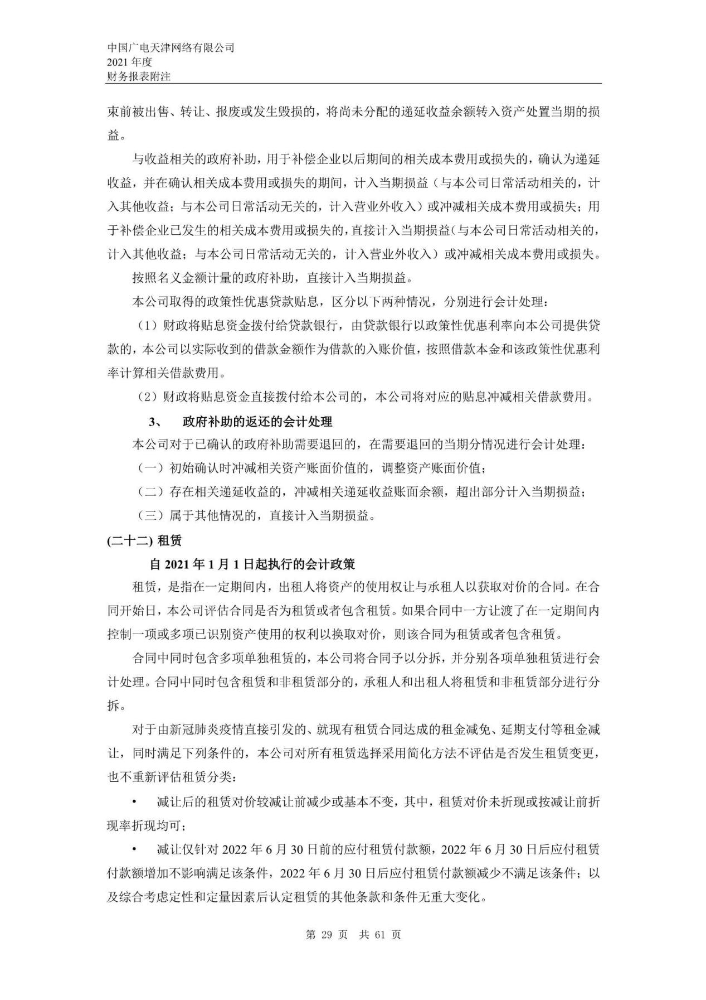 中国广电天津网络有限公司
2021 年度
财务报表附注
束前被出售、转让、报废或发生毁损的，将尚未分配的递延收益余额转入资产处置当期的损
益。
与收益相关的政府补助，用于补偿企业以后期间的相关成本费用或损失的，确认为递延
收益，并在确认相关成本费用或损失的期间，计入当期损益（与本公司日常活动相关的，计
入其他收益；与本公司日常活动无关的，计入营业外收入）或冲减相关成本费用或损失；用
于补偿企业已发生的相关成本费用或损失的，直接计入当期损益（与本公司日常活动相关的，
计入其他收益；与本公司日常活动无关的，计入营业外收入）或冲减相关成本费用或损失。
按照名义金额计量的政府补助，直接计入当期损益。
本公司取得的政策性优惠贷款贴息，区分以下两种情况，分别进行会计处理：
（1）财政将贴息资金拨付给贷款银行，由贷款银行以政策性优惠利率向本公司提供贷
款的，本公司以实际收到的借款金额作为借款的入账价值，按照借款本金和该政策性优惠利
率计算相关借款费用。
（2）财政将贴息资金直接拨付给本公司的，本公司将对应的贴息冲减相关借款费用。
3、 政府补助的返还的会计处理
本公司对于已确认的政府补助需要退回的，在需要退回的当期分情况进行会计处理：
（一）初始确认时冲减相关资产账面价值的，调整资产账面价值；
（二）存在相关递延收益的，冲减相关递延收益账面余额，超出部分计入当期损益；
（三）属于其他情况的，直接计入当期损益。
(二十二) 租赁
自 2021 年 1 月 1 日起执行的会计政策
租赁，是指在一定期间内，出租人将资产的使用权让与承租人以获取对价的合同。在合
同开始日，本公司评估合同是否为租赁或者包含租赁。如果合同中一方让渡了在一定期间内
控制一项或多项已识别资产使用的权利以换取对价，则该合同为租赁或者包含租赁。
合同中同时包含多项单独租赁的，本公司将合同予以分拆，并分别各项单独租赁进行会
计处理。合同中同时包含租赁和非租赁部分的，承租人和出租人将租赁和非租赁部分进行分
拆。
对于由新冠肺炎疫情直接引发的、就现有租赁合同达成的租金减免、延期支付等租金减
让，同时满足下列条件的，本公司对所有租赁选择采用简化方法不评估是否发生租赁变更，
也不重新评估租赁分类：
• 减让后的租赁对价较减让前减少或基本不变，其中，租赁对价未折现或按减让前折
现率折现均可；
• 减让仅针对 2022 年 6 月 30 日前的应付租赁付款额，2022 年 6 月 30 日后应付租赁
付款额增加不影响满足该条件，2022 年 6 月 30 日后应付租赁付款额减少不满足该条件；以
及综合考虑定性和定量因素后认定租赁的其他条款和条件无重大变化。
第 29 页 共 61 页